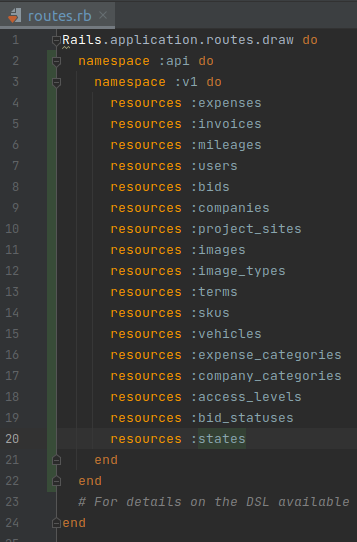 routes.rb
1 Rails.application.routes.draw do
2 namespace :api do
3 namespace :v1 do
4 resources :expenses
5 resources :invoices
6 resources :mileages
7 resources :users
8 resources :bids
9 resources :companies
10 resources :project_sites
11 resources :images
12 resources :image_types
13 resources :terms
14 resources :skus
15 resources :vehicles
16 resources :expense_categories
17 resources :company_categories
18 resources :access_levels
19 resources :bid_statuses
20 resources :states
21 end
22 end
23 # For details on the DSL available
24 end